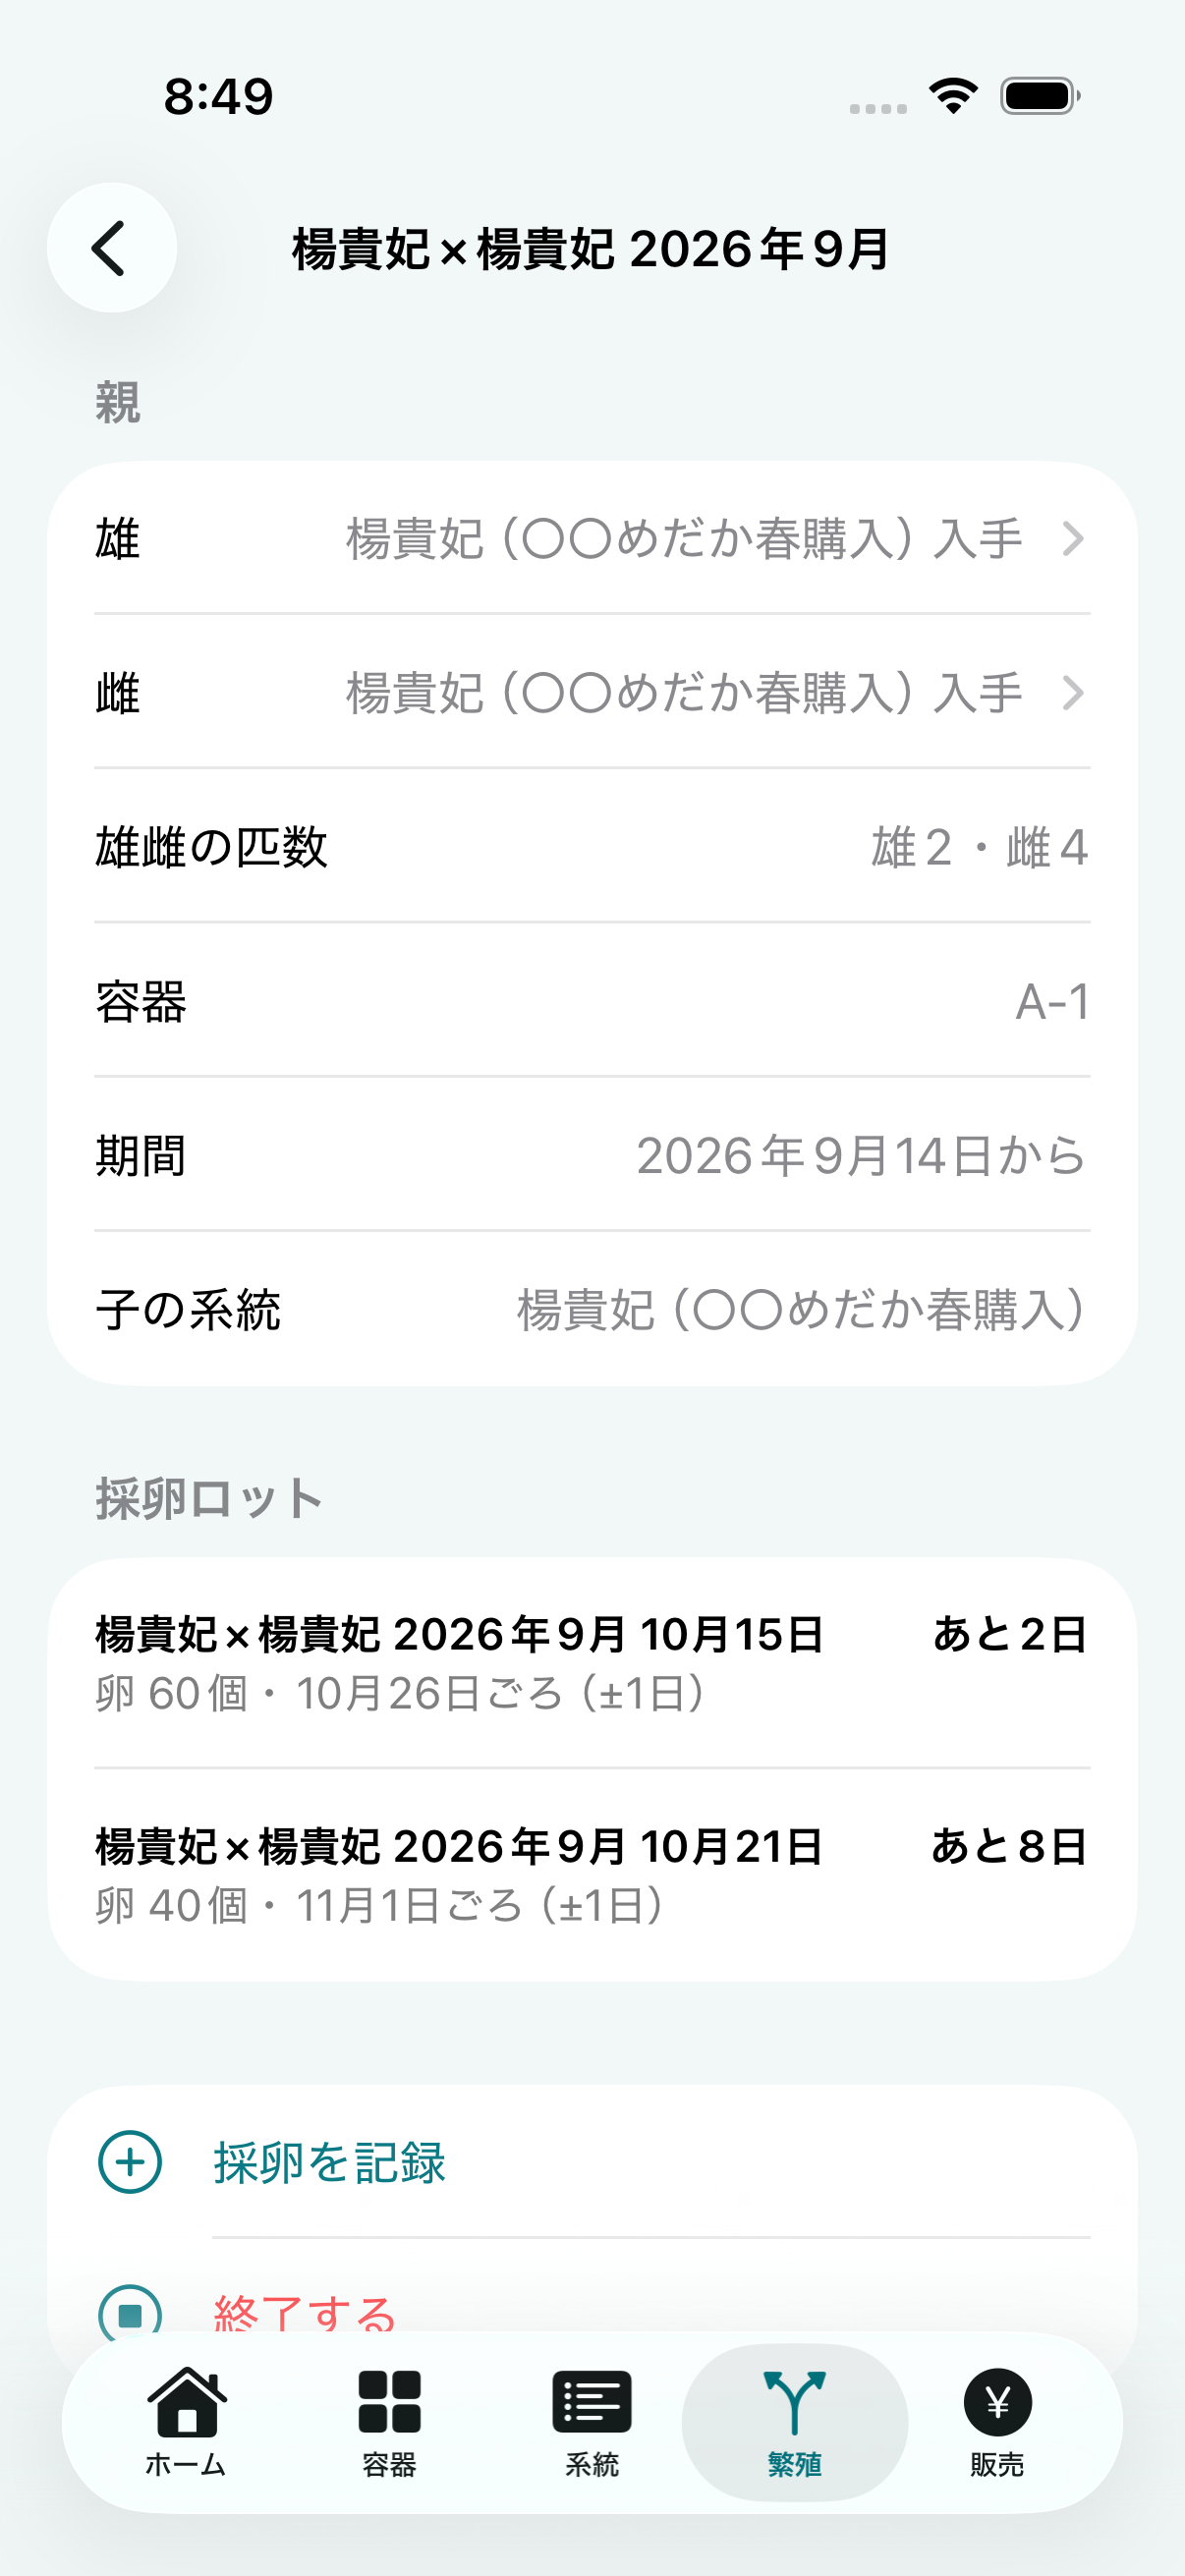 8:49
楊貴妃×楊貴妃 2026年9月
親
雄 楊貴妃（〇〇めだか春購入）入手
雌 楊貴妃（〇〇めだか春購入）入手
雄雌の匹数 雄2・雌4
容器 A-1
期間 2026年9月14日から
子の系統 楊貴妃（〇〇めだか春購入）
採卵ロット
楊貴妃×楊貴妃 2026年9月 10月15日 あと2日
卵 60個・10月26日ごろ（±1日）
楊貴妃×楊貴妃 2026年9月 10月21日 あと8日
卵 40個・11月1日ごろ（±1日）
採卵を記録
終了する
ホーム 容器 系統 繁殖 販売